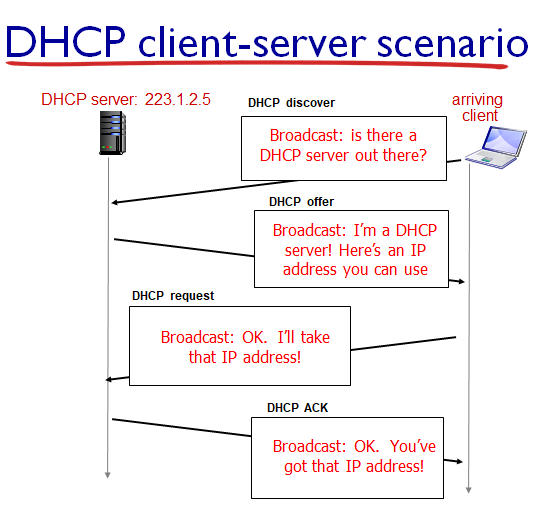 DHCP client-server scenario
DHCP server: 223.1.2.5
DHCP discover
arriving
client
Broadcast: is there a
DHCP server out there?
DHCP offer
Broadcast: I’m a DHCP
server! Here’s an IP
address you can use
DHCP request
Broadcast: OK. I’ll take
that IP address!
DHCP ACK
Broadcast: OK. You’ve
got that IP address!